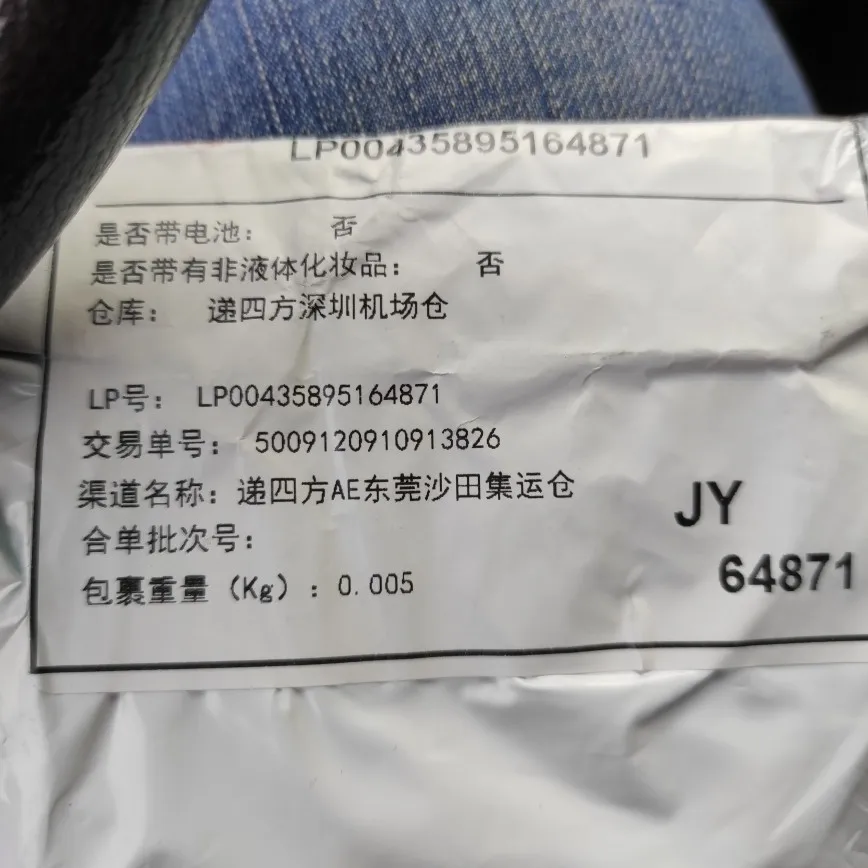 LP00435895164871
是否带电池： 否
是否带有非液体化妆品： 否
仓库： 递四方深圳机场仓
LP号： LP00435895164871
交易单号： 5009120910913826
渠道名称：递四方AE东莞沙田集运仓
合单批次号：
包裹重量（Kg）：0.005
JY
64871